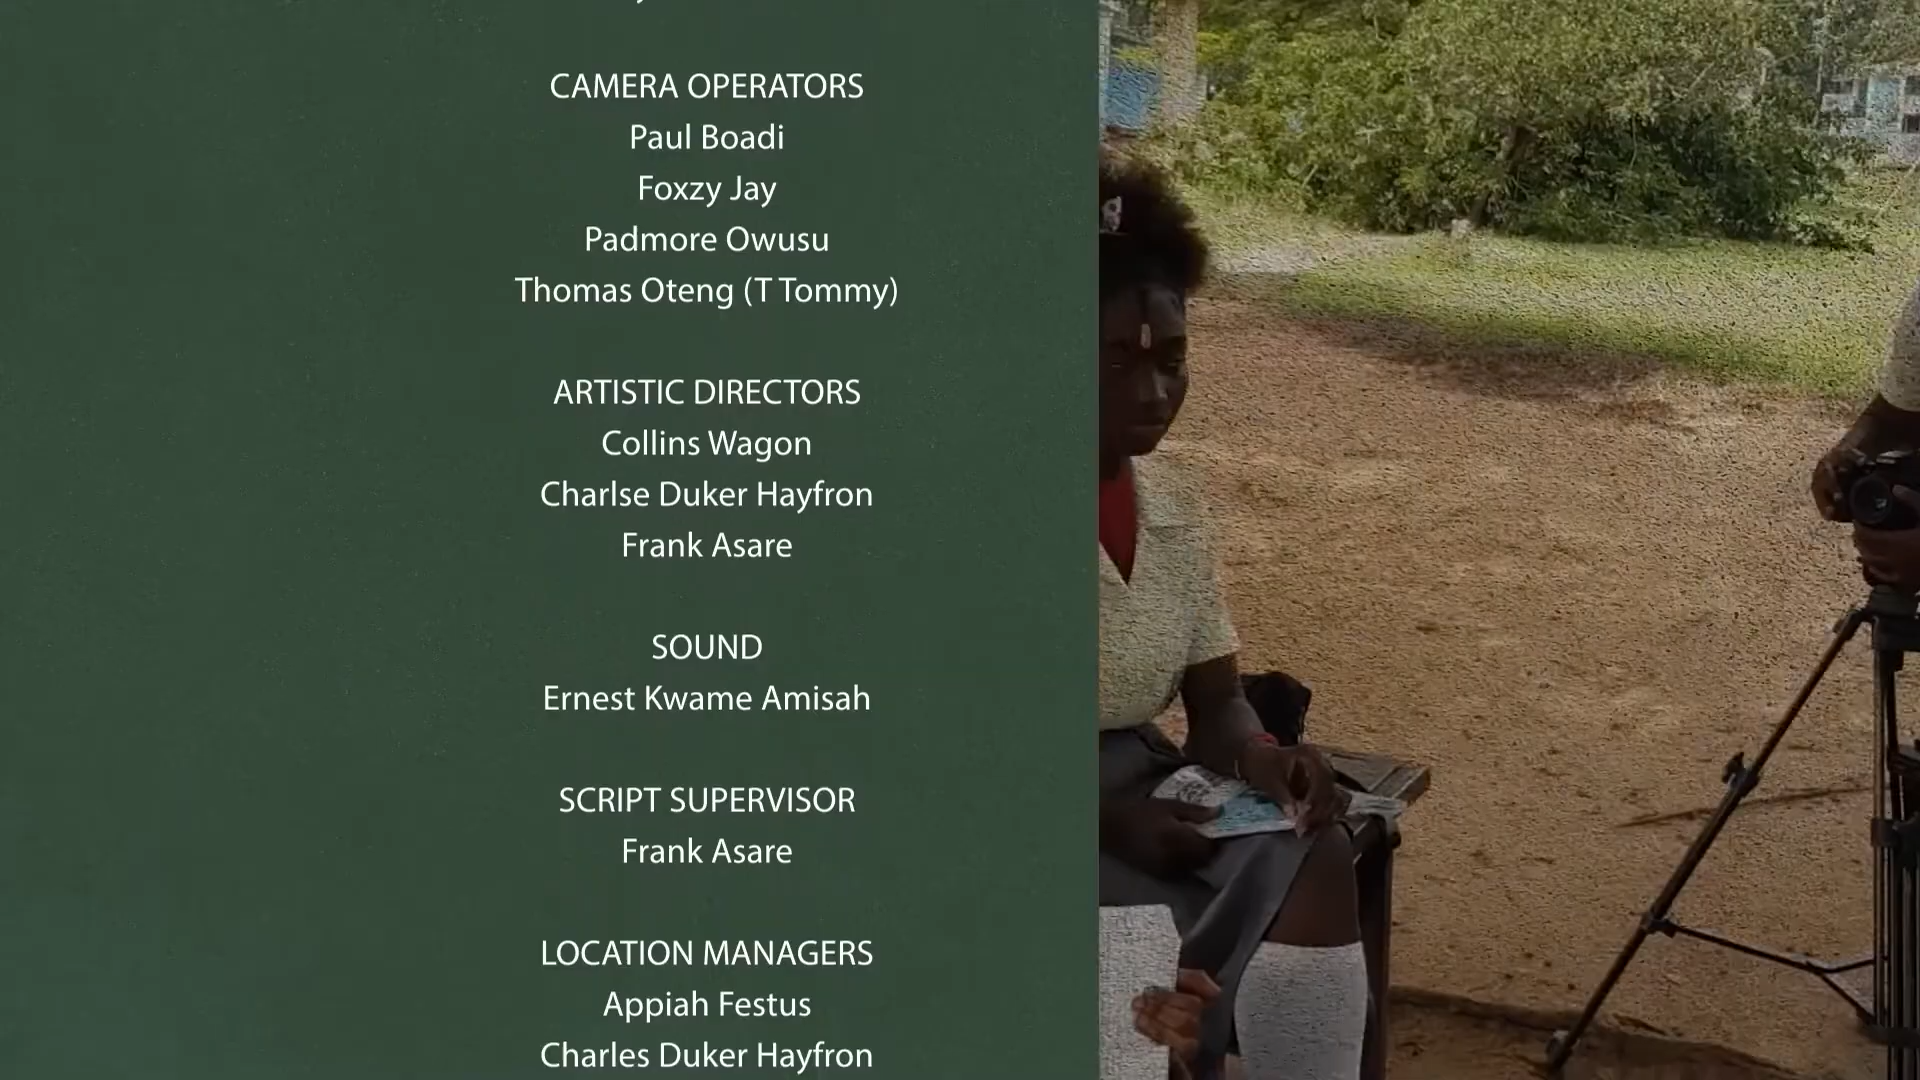 CAMERA OPERATORS
Paul Boadi
Foxzy Jay
Padmore Owusu
Thomas Oteng (T Tommy)
ARTISTIC DIRECTORS
Collins Wagon
Charlse Duker Hayfron
Frank Asare
SOUND
Ernest Kwame Amisah
SCRIPT SUPERVISOR
Frank Asare
LOCATION MANAGERS
Appiah Festus
Charles Duker Hayfron